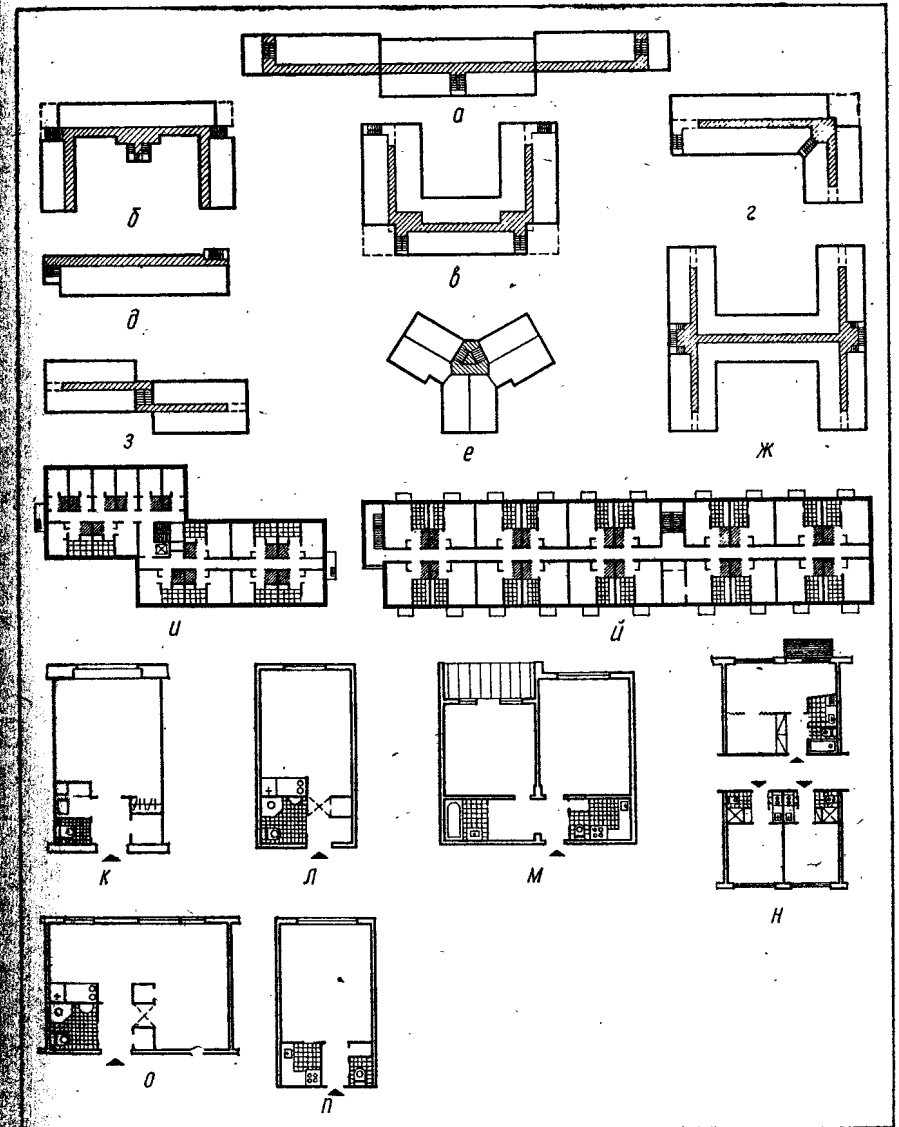 а
б
в
г
д
е
ж
з
и
й
к
л
м
н
о
п